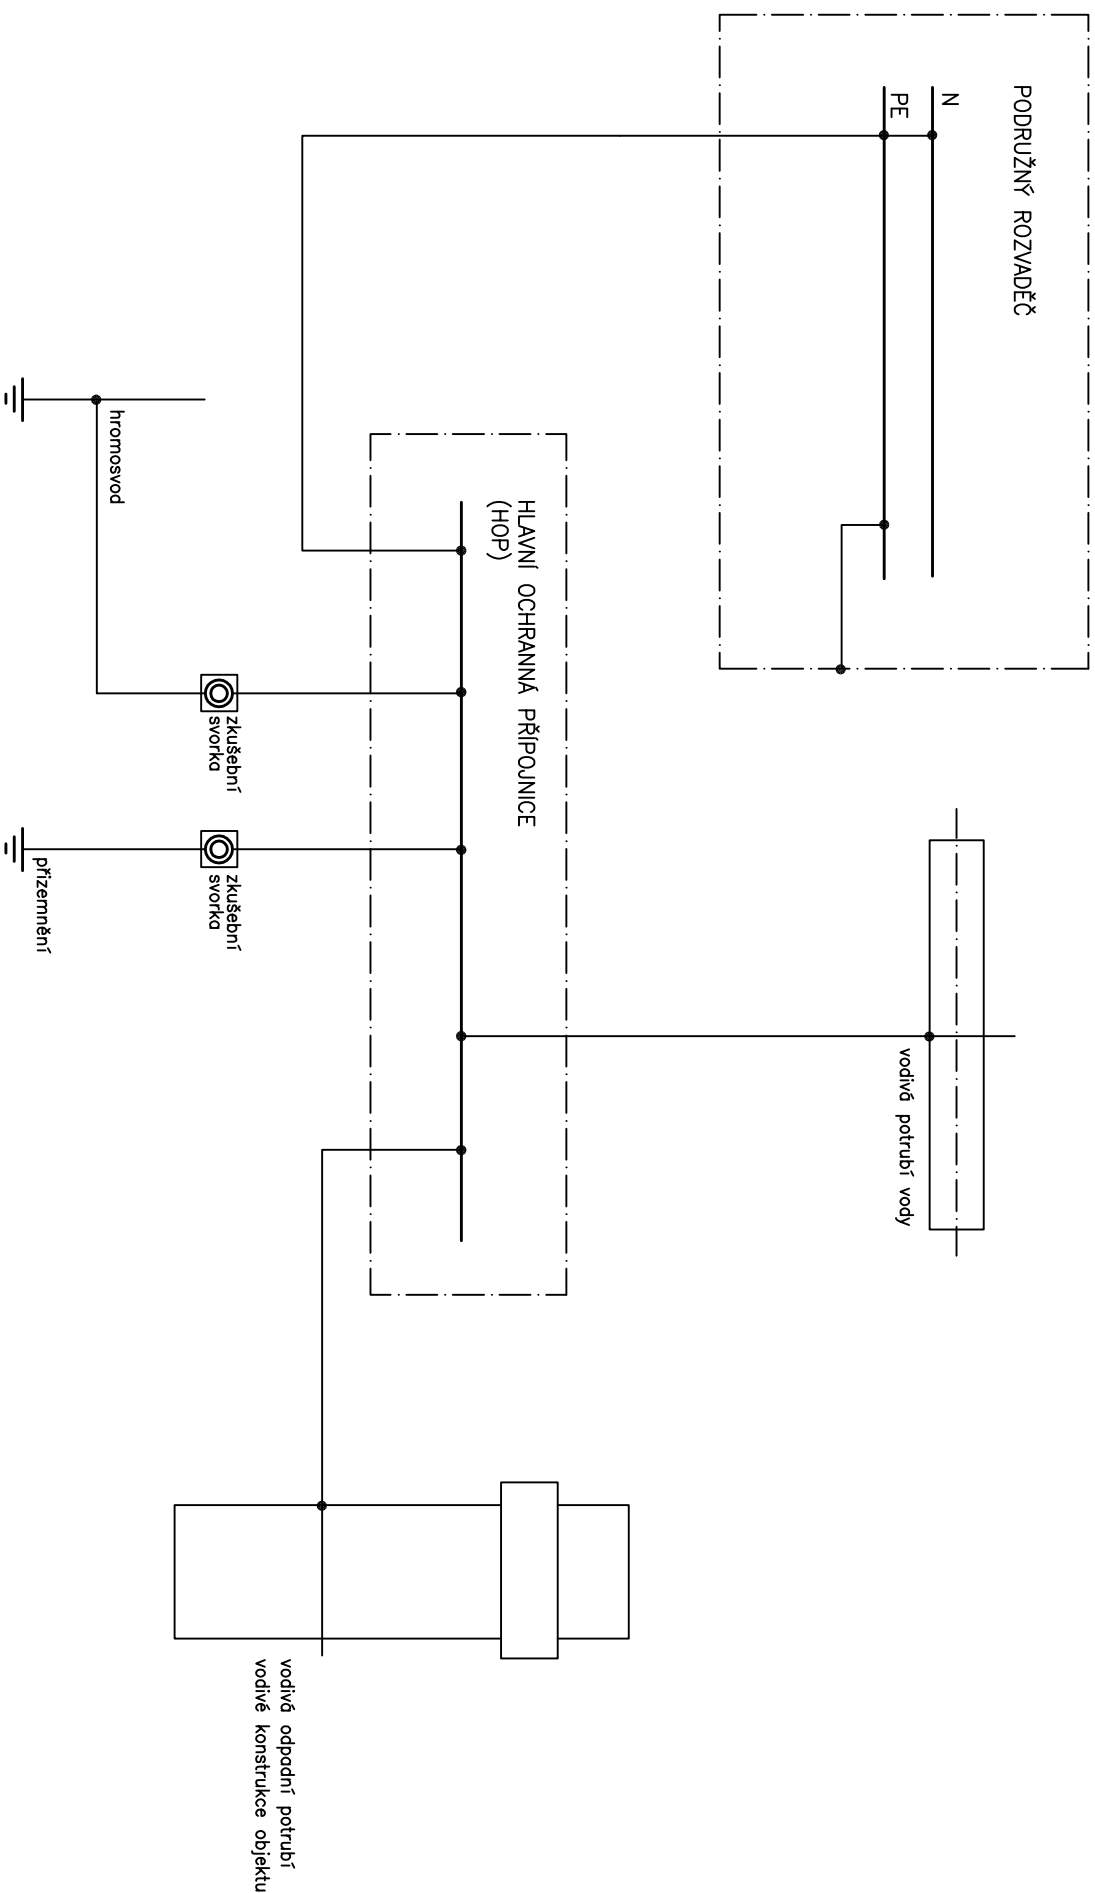 PODRUŽNÝ ROZVADĚČ
N
PE
HLAVNÍ OCHRANNÁ PŘÍPOJNICE
(HOP)
vodivá potrubí vody
hromosvod
zkušební
svorka
zkušební
svorka
přizemnění
vodivá odpadní potrubí
vodivé konstrukce objektu